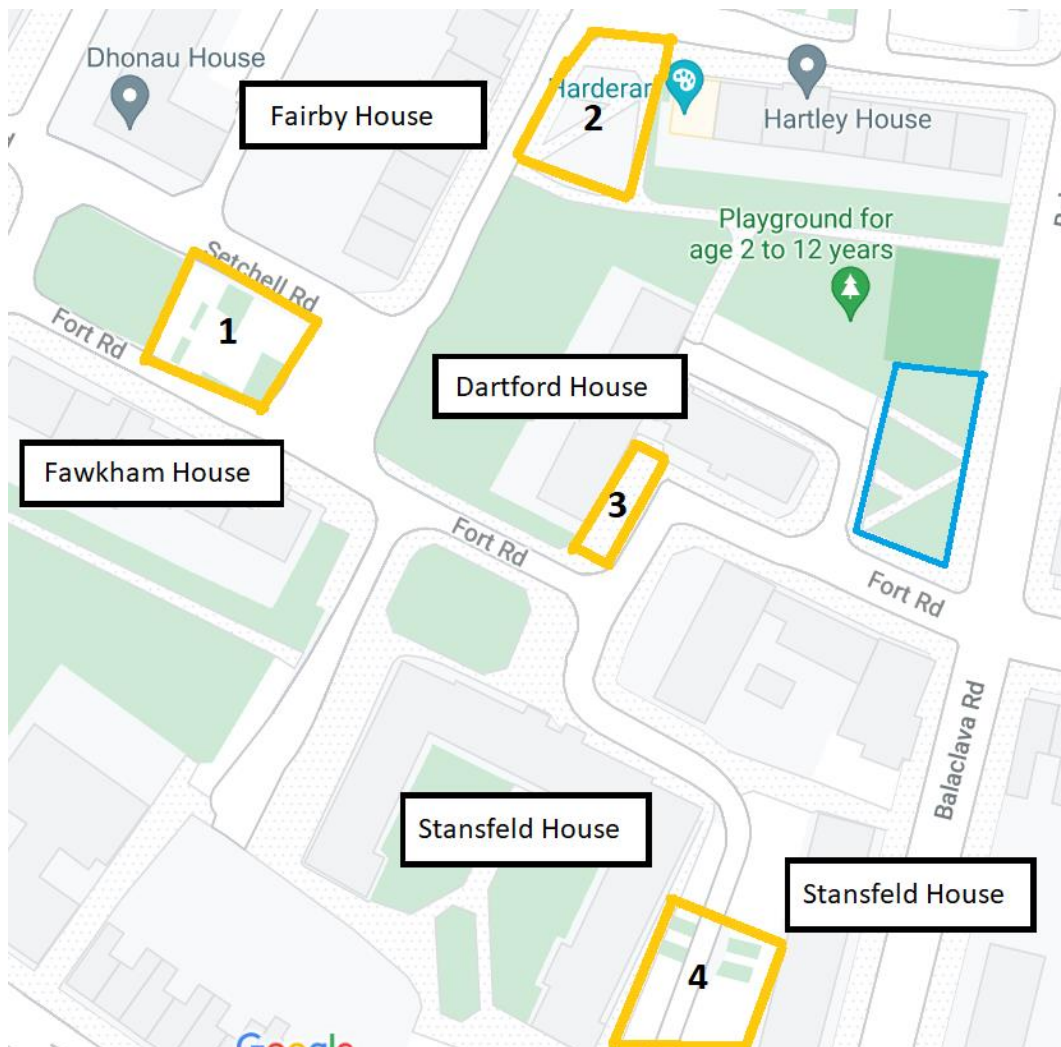 Dhonau House
Fairby House
Harderan
2
Hartley House
Playground for
age 2 to 12 years
Setchell Rd
1
Fort Rd
Dartford House
Fawkham House
3
Fort Rd
Fort Rd
Balaclava Rd
Stansfeld House
Stansfeld House
4
Google